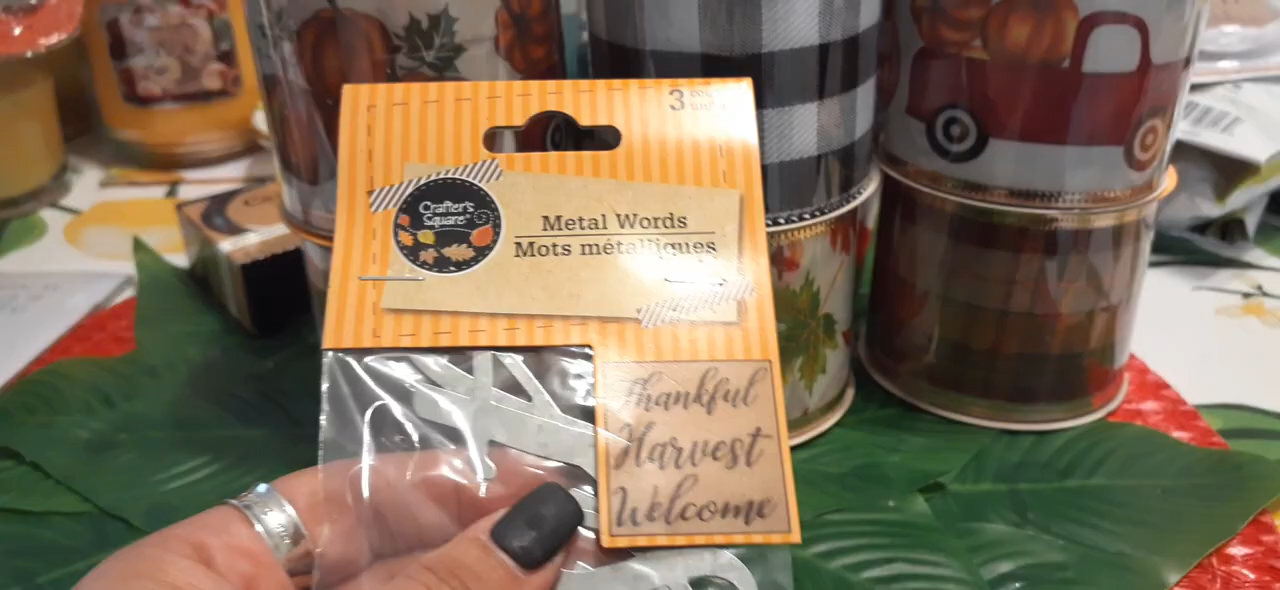 3
Crafter's
Square
Metal Words
Mots métalliques
Thankful
Harvest
Welcome